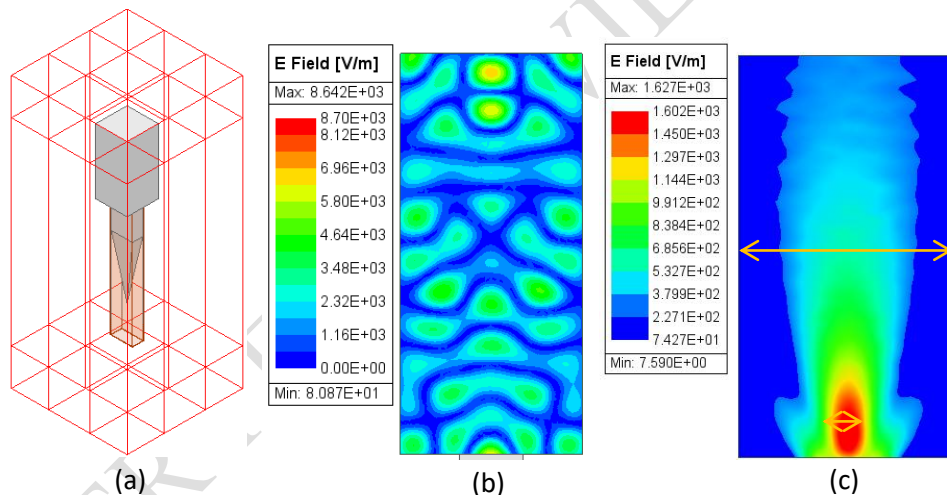 E Field [V/m]
Max: 8.642E+03
8.70E+03
8.12E+03
6.96E+03
5.80E+03
4.64E+03
3.48E+03
2.32E+03
1.16E+03
0.00E+00
Min: 8.087E+01
E Field [V/m]
Max: 1.627E+03
1.602E+03
1.450E+03
1.297E+03
1.144E+03
9.912E+02
8.384E+02
6.856E+02
5.327E+02
3.799E+02
2.271E+02
7.427E+01
Min: 7.590E+00
(a)
(b)
(c)